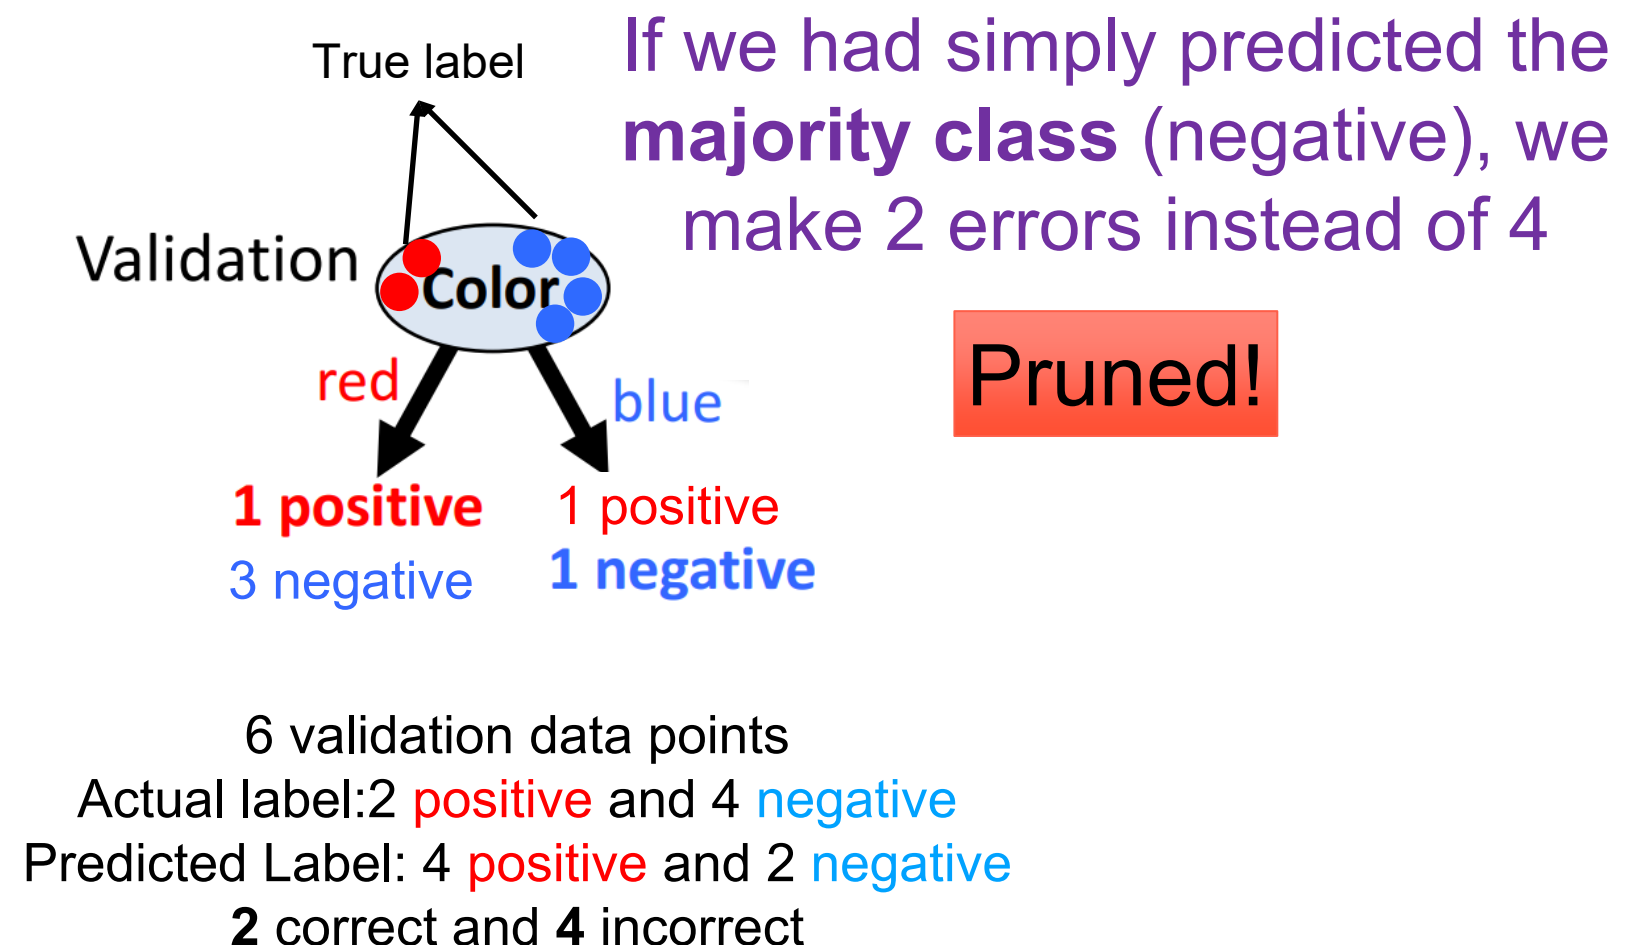 True label
If we had simply predicted the
majority class (negative), we
make 2 errors instead of 4
Validation
Color
red
blue
Pruned!
1 positive
3 negative
1 positive
1 negative
6 validation data points
Actual label:2 positive and 4 negative
Predicted Label: 4 positive and 2 negative
2 correct and 4 incorrect